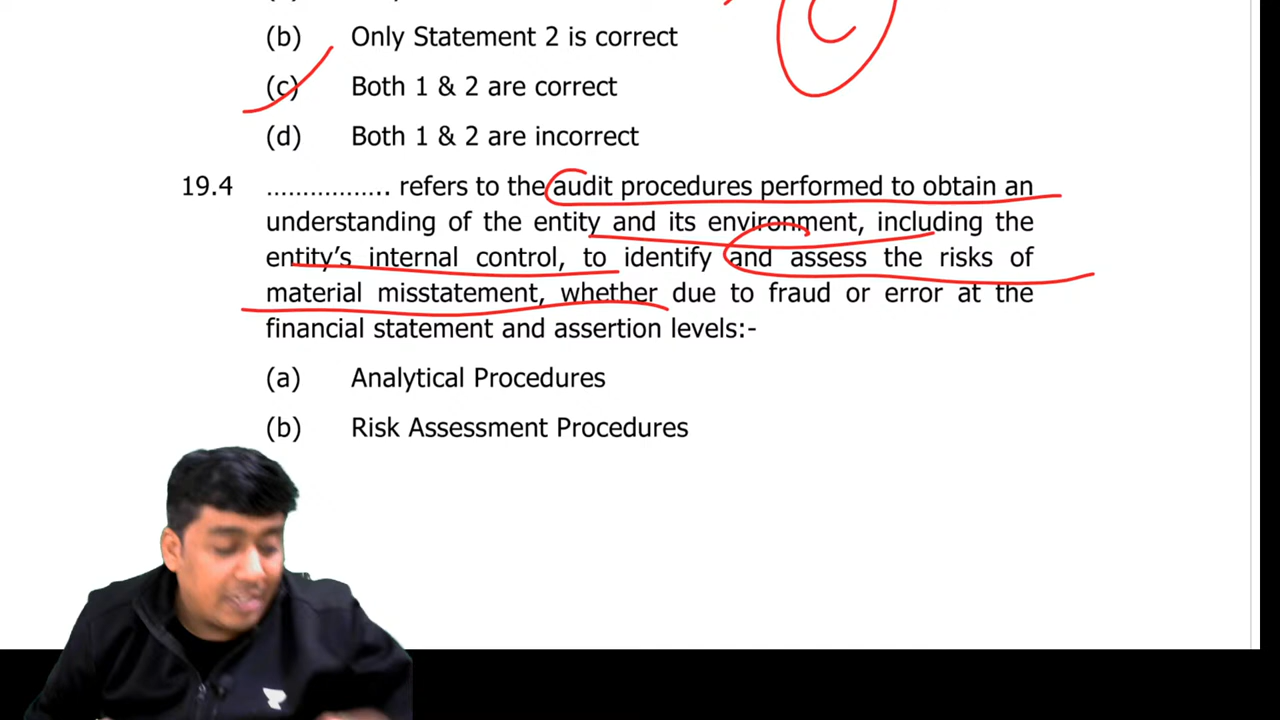 (b) Only Statement 2 is correct
(c) Both 1 & 2 are correct
(d) Both 1 & 2 are incorrect
19.4 ................. refers to the audit procedures performed to obtain an
understanding of the entity and its environment, including the
entity's internal control, to identify and assess the risks of
material misstatement, whether due to fraud or error at the
financial statement and assertion levels:-
(a) Analytical Procedures
(b) Risk Assessment Procedures
C